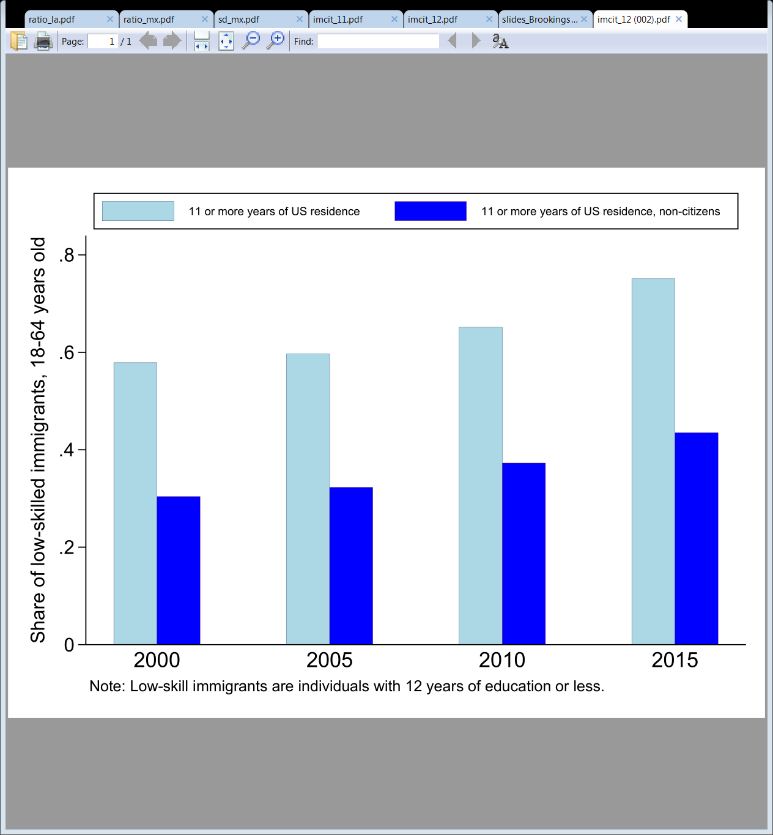 ratio_la.pdf ratio_mx.pdf sd_mx.pdf imcit_11.pdf imcit_12.pdf slides_Brookings... imcit_12 (002).pdf
Page: 1 / 1 Find:
11 or more years of US residence 11 or more years of US residence, non-citizens
Share of low-skilled immigrants, 18-64 years old
.8
.6
.4
.2
0
2000 2005 2010 2015
Note: Low-skill immigrants are individuals with 12 years of education or less.